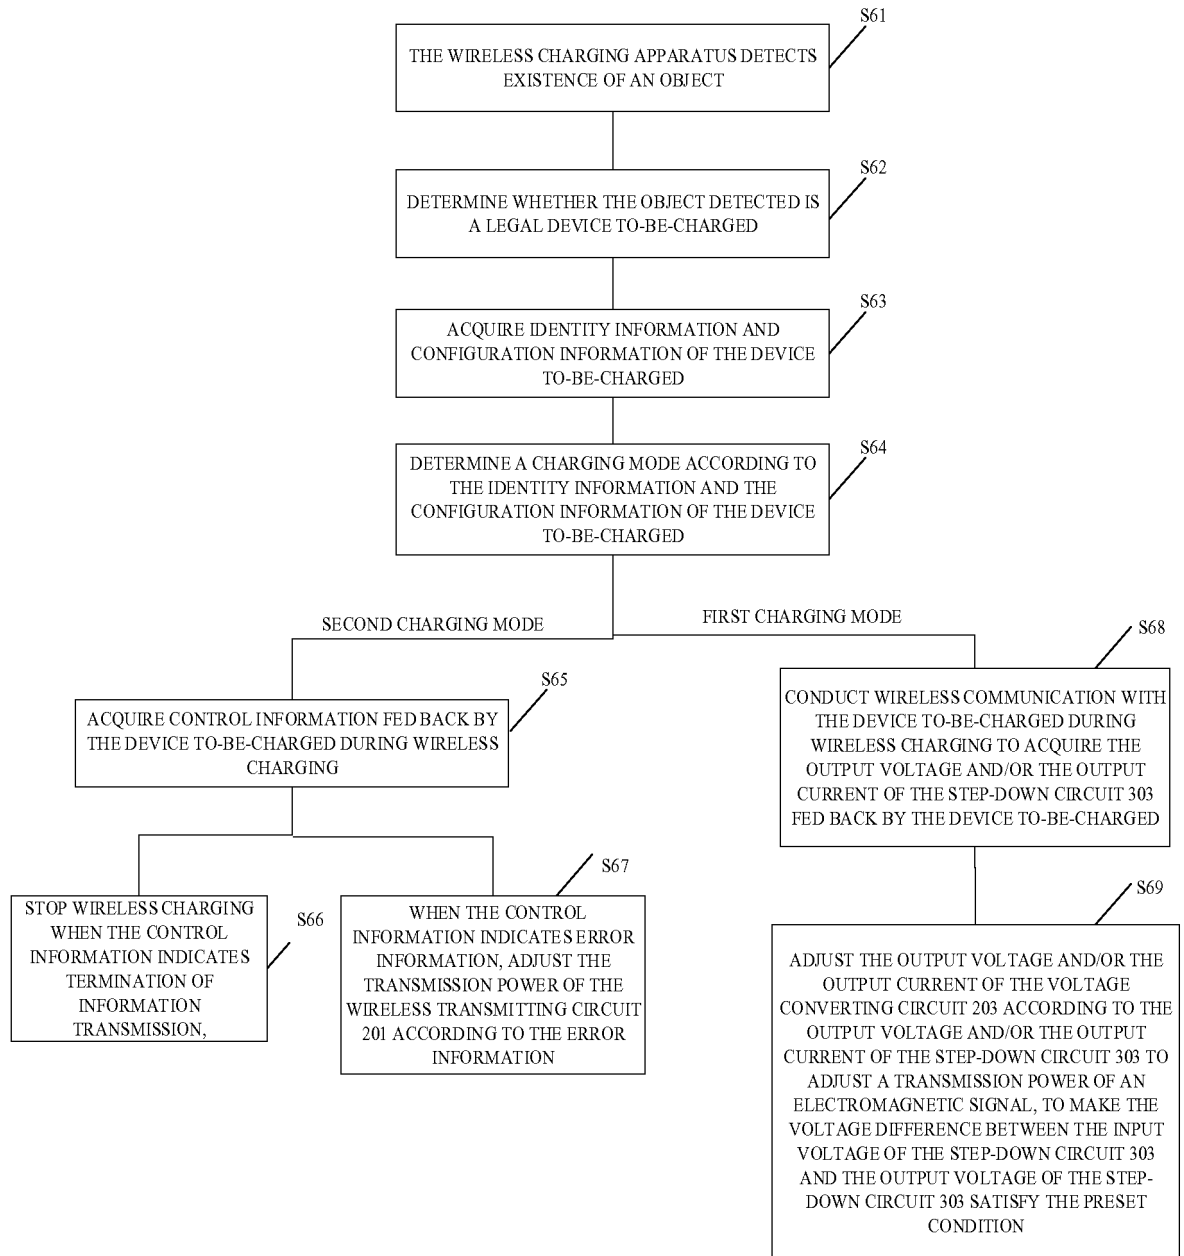 S61
THE WIRELESS CHARGING APPARATUS DETECTS
EXISTENCE OF AN OBJECT
S62
DETERMINE WHETHER THE OBJECT DETECTED IS
A LEGAL DEVICE TO-BE-CHARGED
S63
ACQUIRE IDENTITY INFORMATION AND
CONFIGURATION INFORMATION OF THE DEVICE
TO-BE-CHARGED
S64
DETERMINE A CHARGING MODE ACCORDING TO
THE IDENTITY INFORMATION AND THE
CONFIGURATION INFORMATION OF THE DEVICE
TO-BE-CHARGED
SECOND CHARGING MODE
FIRST CHARGING MODE
S65
ACQUIRE CONTROL INFORMATION FED BACK BY
THE DEVICE TO-BE-CHARGED DURING WIRELESS
CHARGING
S66
STOP WIRELESS CHARGING
WHEN THE CONTROL
INFORMATION INDICATES
TERMINATION OF
INFORMATION
TRANSMISSION,
S67
WHEN THE CONTROL
INFORMATION INDICATES ERROR
INFORMATION, ADJUST THE
TRANSMISSION POWER OF THE
WIRELESS TRANSMITTING CIRCUIT
201 ACCORDING TO THE ERROR
INFORMATION
S68
CONDUCT WIRELESS COMMUNICATION WITH
THE DEVICE TO-BE-CHARGED DURING
WIRELESS CHARGING TO ACQUIRE THE
OUTPUT VOLTAGE AND/OR THE OUTPUT
CURRENT OF THE STEP-DOWN CIRCUIT 303
FED BACK BY THE DEVICE TO-BE-CHARGED
S69
ADJUST THE OUTPUT VOLTAGE AND/OR THE
OUTPUT CURRENT OF THE VOLTAGE
CONVERTING CIRCUIT 203 ACCORDING TO THE
OUTPUT VOLTAGE AND/OR THE OUTPUT
CURRENT OF THE STEP-DOWN CIRCUIT 303 TO
ADJUST A TRANSMISSION POWER OF AN
ELECTROMAGNETIC SIGNAL, TO MAKE THE
VOLTAGE DIFFERENCE BETWEEN THE INPUT
VOLTAGE OF THE STEP-DOWN CIRCUIT 303
AND THE OUTPUT VOLTAGE OF THE STEP-
DOWN CIRCUIT 303 SATISFY THE PRESET
CONDITION